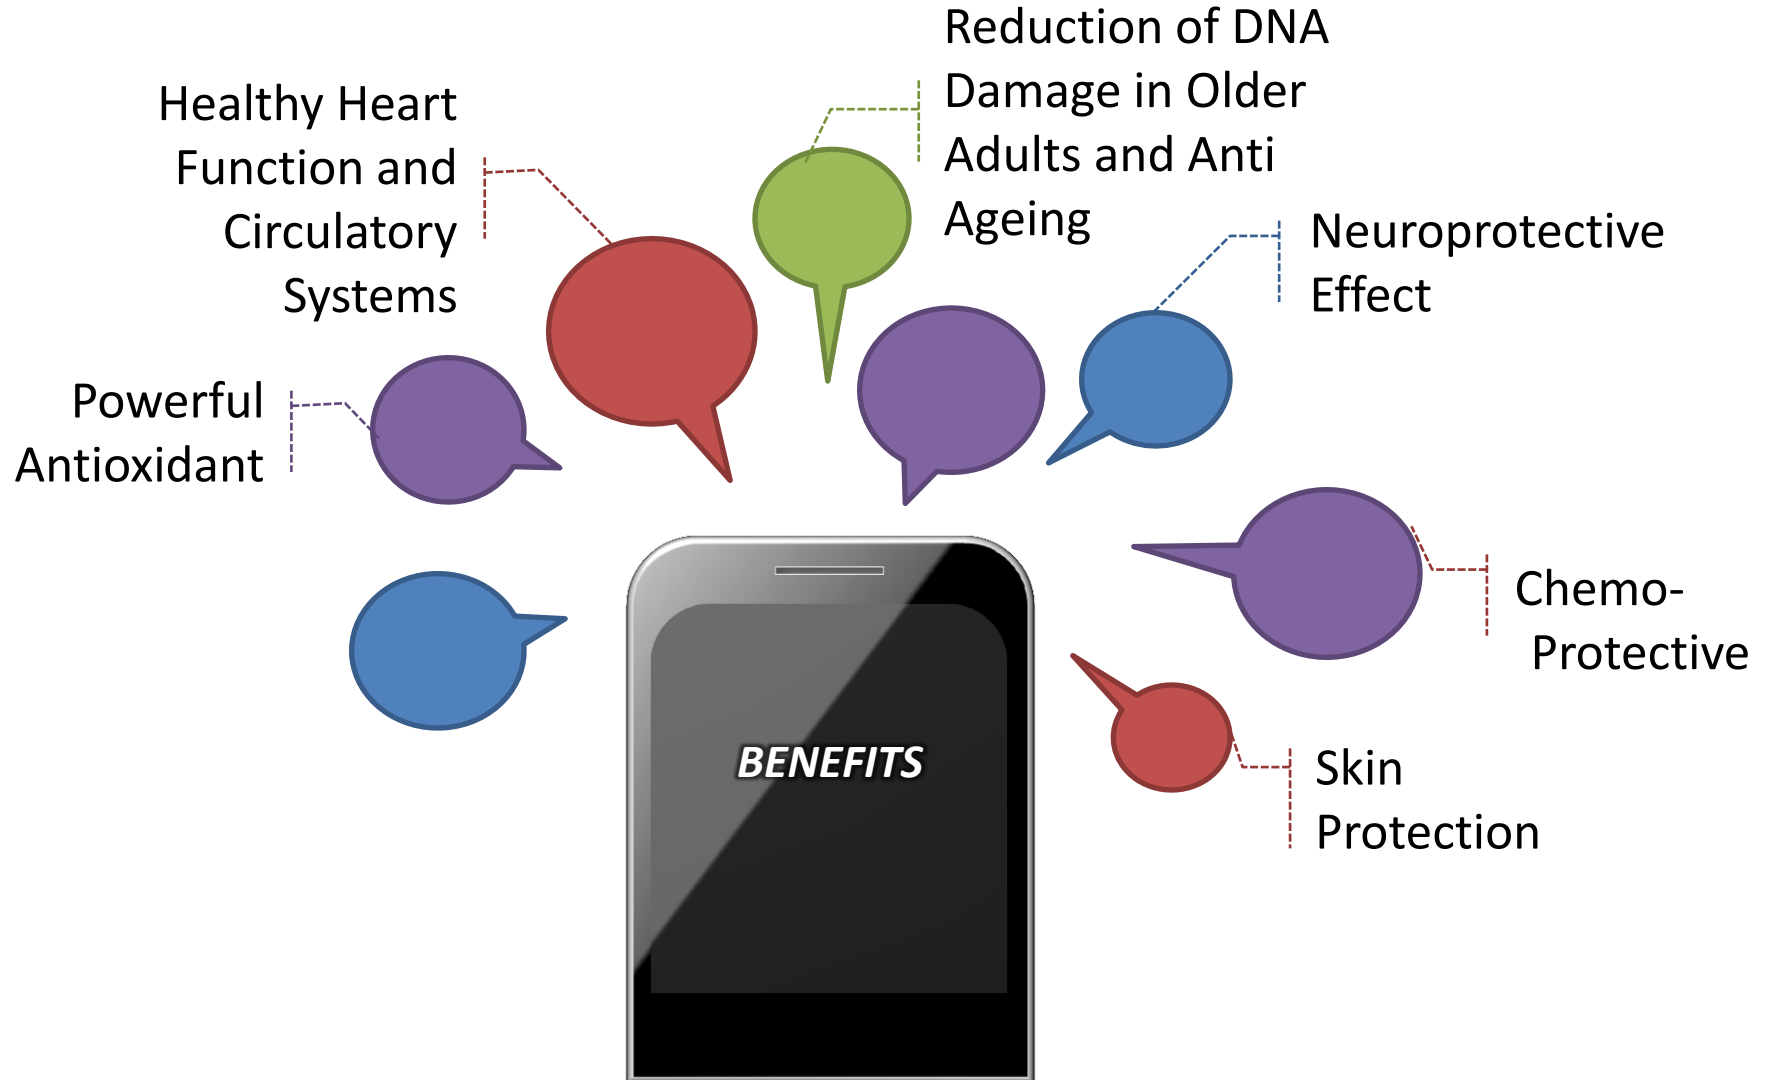 Reduction of DNA
Damage in Older
Adults and Anti
Ageing
Healthy Heart
Function and
Circulatory
Systems
Neuroprotective
Effect
Powerful
Antioxidant
Chemo-
Protective
Skin
Protection
BENEFITS